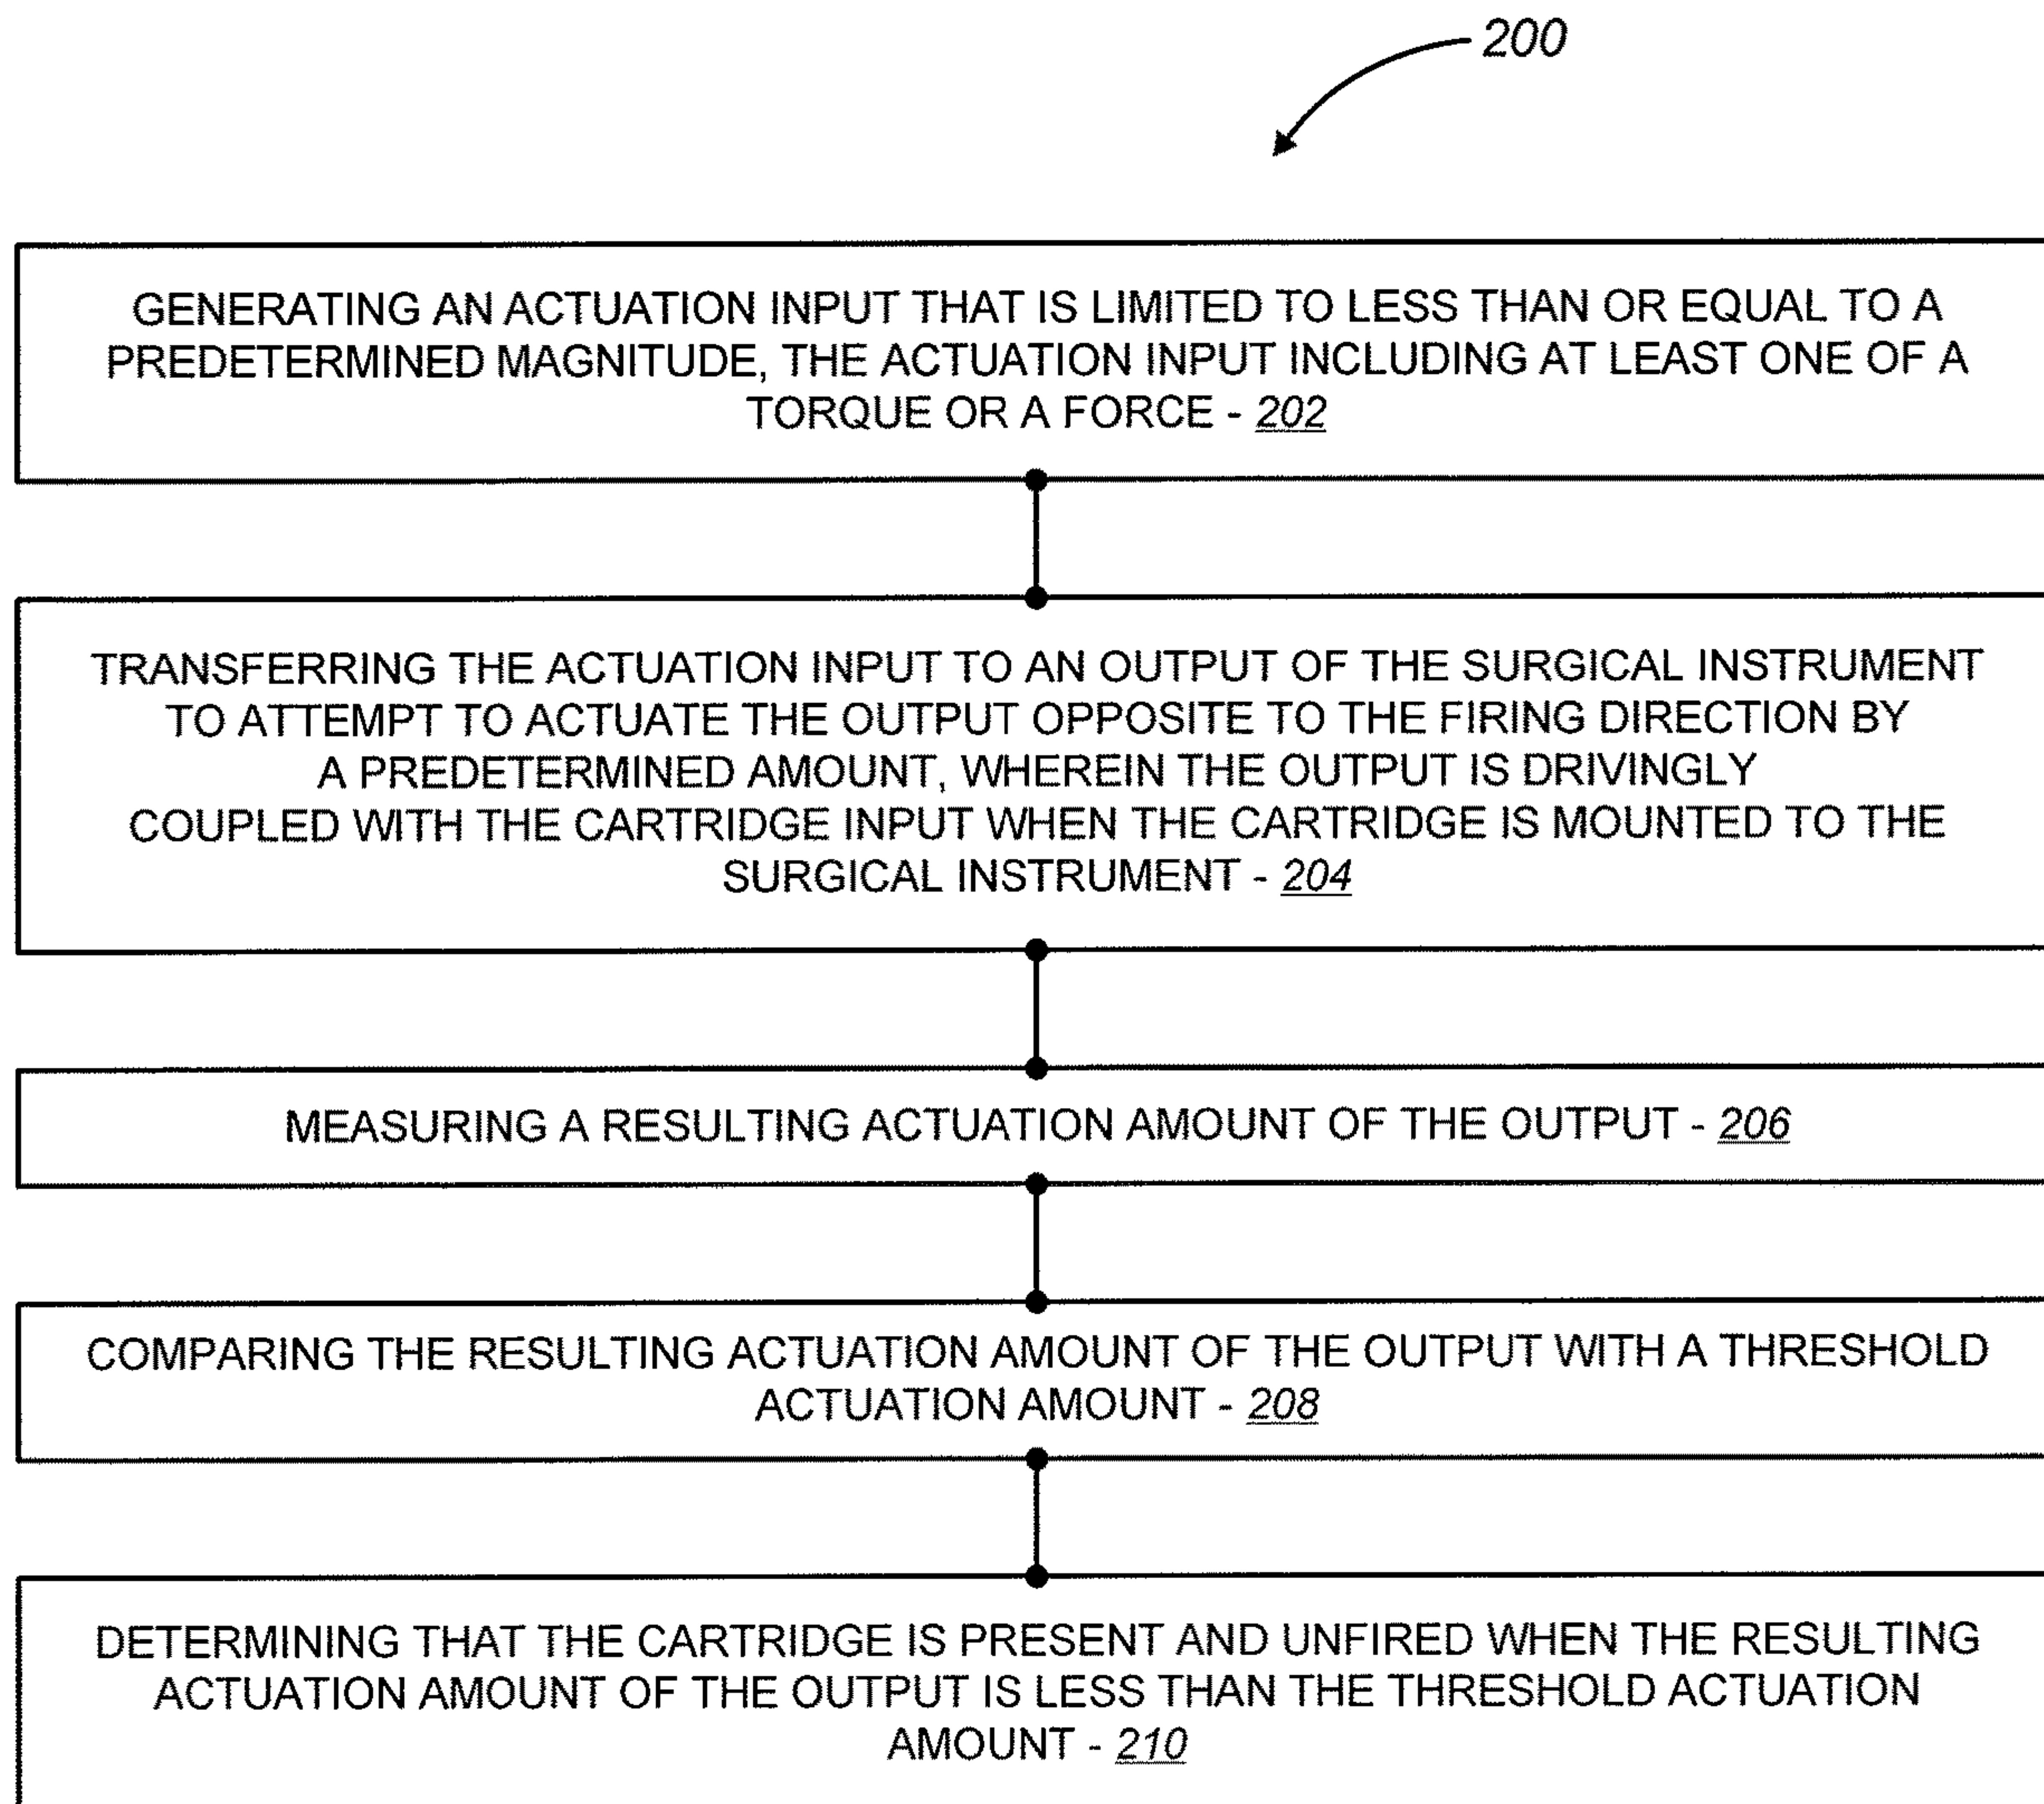 200
GENERATING AN ACTUATION INPUT THAT IS LIMITED TO LESS THAN OR EQUAL TO A
PREDETERMINED MAGNITUDE, THE ACTUATION INPUT INCLUDING AT LEAST ONE OF A
TORQUE OR A FORCE - 202
TRANSFERRING THE ACTUATION INPUT TO AN OUTPUT OF THE SURGICAL INSTRUMENT
TO ATTEMPT TO ACTUATE THE OUTPUT OPPOSITE TO THE FIRING DIRECTION BY
A PREDETERMINED AMOUNT, WHEREIN THE OUTPUT IS DRIVINGLY
COUPLED WITH THE CARTRIDGE INPUT WHEN THE CARTRIDGE IS MOUNTED TO THE
SURGICAL INSTRUMENT - 204
MEASURING A RESULTING ACTUATION AMOUNT OF THE OUTPUT - 206
COMPARING THE RESULTING ACTUATION AMOUNT OF THE OUTPUT WITH A THRESHOLD
ACTUATION AMOUNT - 208
DETERMINING THAT THE CARTRIDGE IS PRESENT AND UNFIRED WHEN THE RESULTING
ACTUATION AMOUNT OF THE OUTPUT IS LESS THAN THE THRESHOLD ACTUATION
AMOUNT - 210